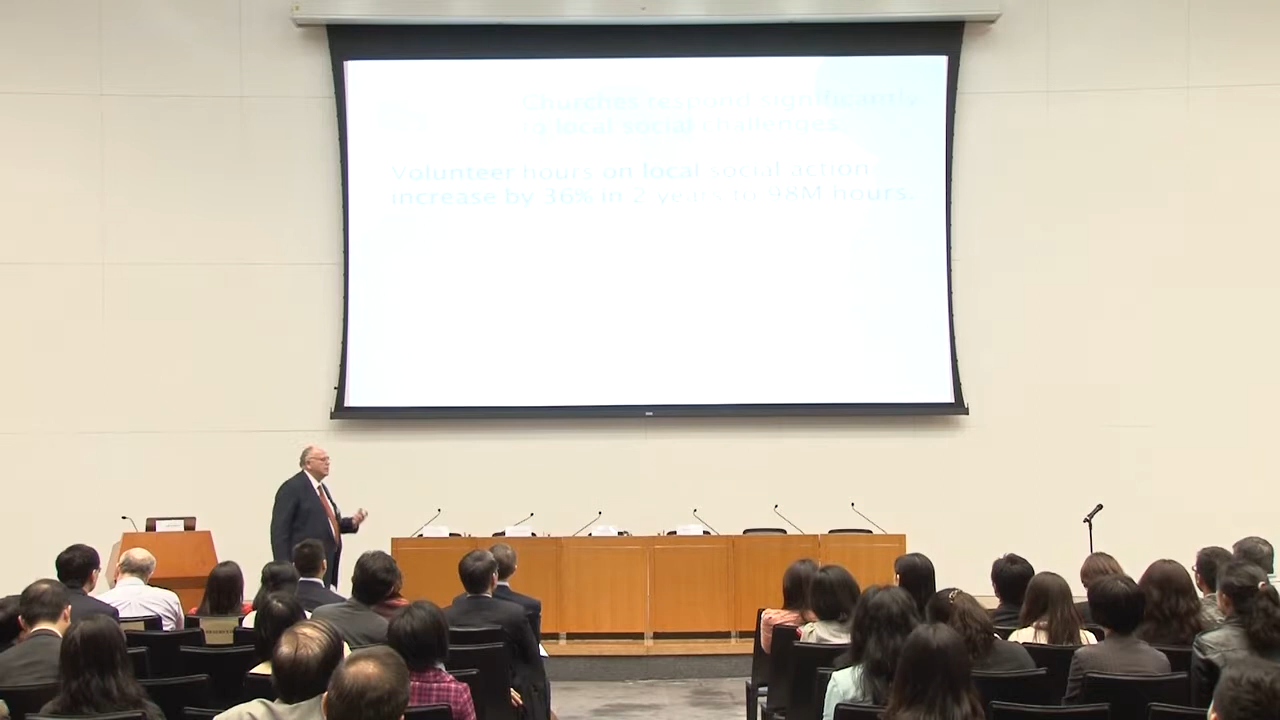 Churches respond significantly
to local social challenges.
Volunteer hours on local social action
increase by 36% in 2 years to 98M hours.